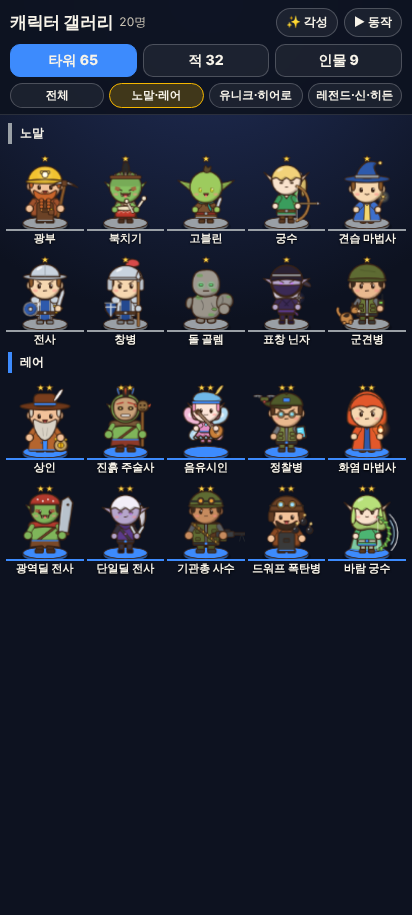 캐릭터 갤러리 20명 ✨ 각성 ▶ 동작
타워 65 적 32 인물 9
전체 노말·레어 유니크·히어로 레전드·신·히든
노말
광부 북치기 고블린 궁수 견습 마법사
전사 창병 돌 골렘 표창 닌자 군견병
레어
상인 진흙 주술사 음유시인 정찰병 화염 마법사
광역딜 전사 단일딜 전사 기관총 사수 드워프 폭탄병 바람 궁수